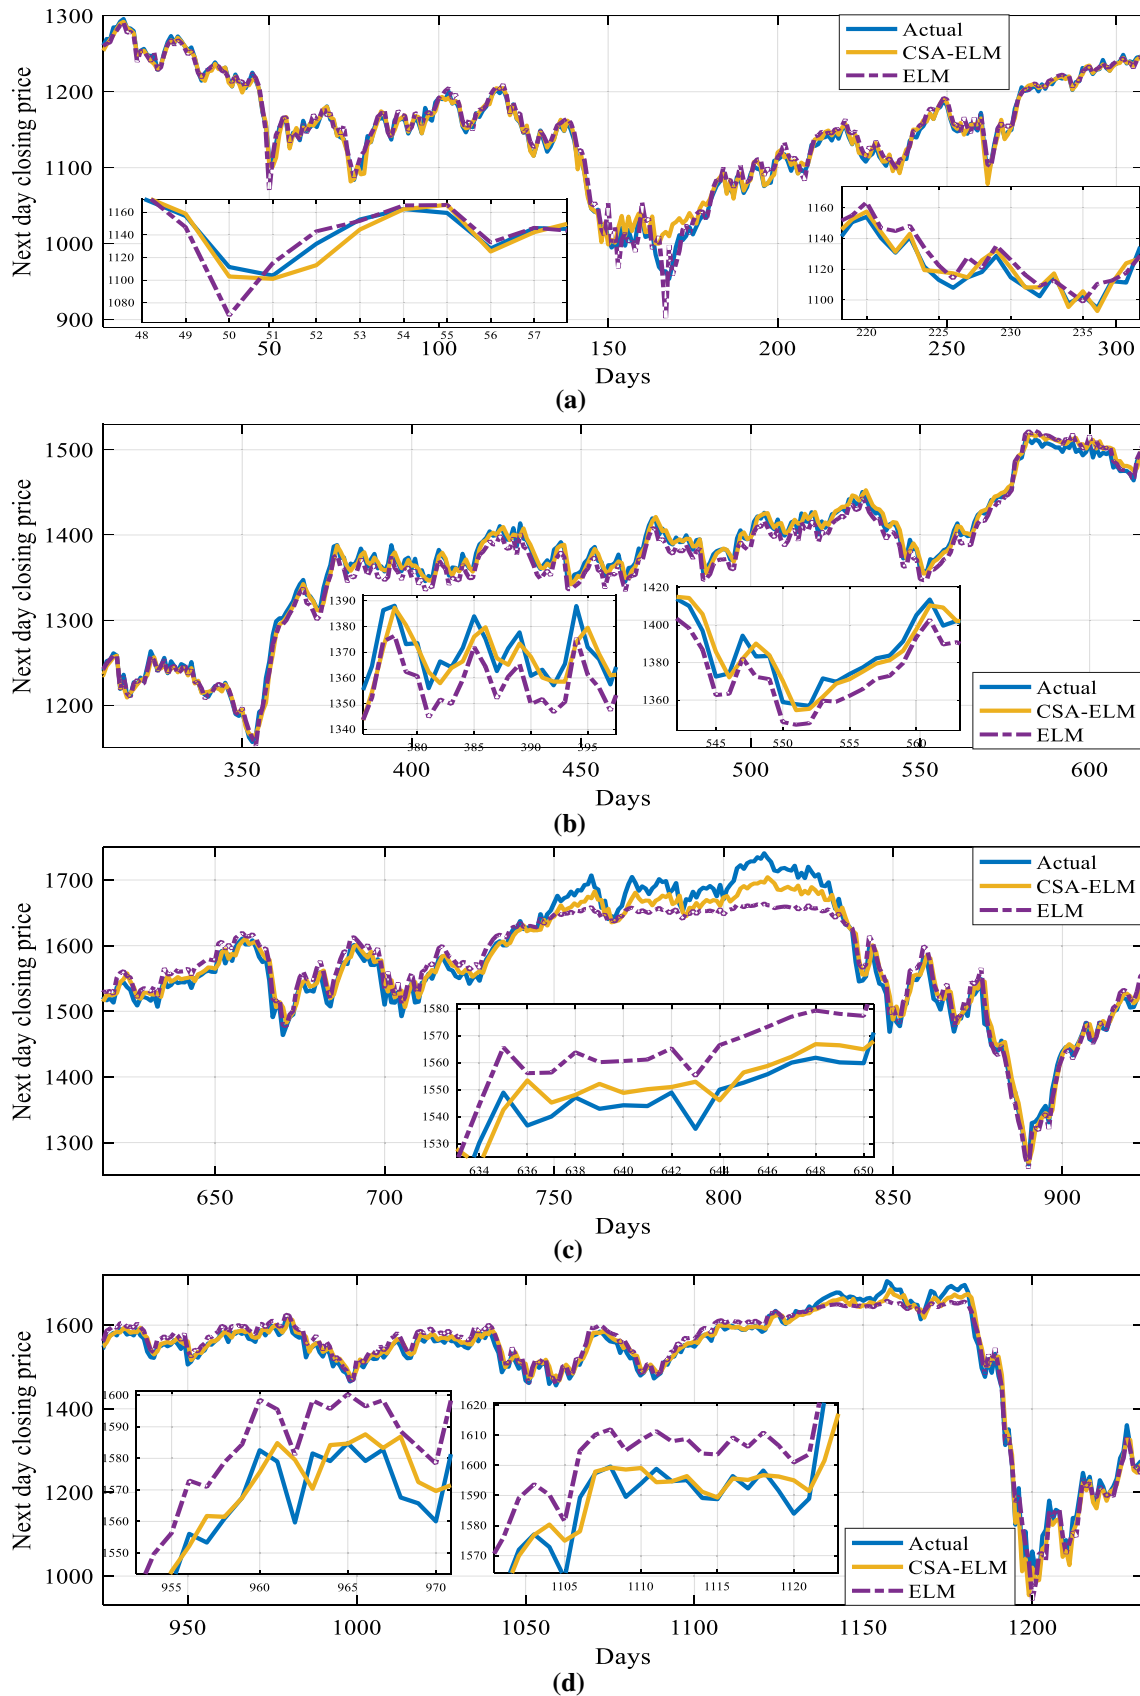 1300
1200
1100
1000
900
Next day closing price
Actual
CSA-ELM
ELM
1160
1140
1120
1100
1080
48 49 50 51 52 53 54 55 56 57
1160
1140
1120
1100
220 225 230 235
50 100 150 200 250 300
Days
(a)
1500
1400
1300
1200
Next day closing price
1390
1380
1370
1360
1350
1340
380 385 390 395
1420
1400
1380
1360
545 550 555 560
Actual
CSA-ELM
ELM
350 400 450 500 550 600
Days
(b)
1700
1600
1500
1400
1300
Next day closing price
Actual
CSA-ELM
ELM
1580
1570
1560
1550
1540
1530
634 636 638 640 642 644 646 648 650
650 700 750 800 850 900
Days
(c)
1600
1400
1200
1000
Next day closing price
1600
1590
1580
1570
1560
1550
955 960 965 970
1620
1610
1600
1590
1580
1570
1105 1110 1115 1120
Actual
CSA-ELM
ELM
950 1000 1050 1100 1150 1200
Days
(d)